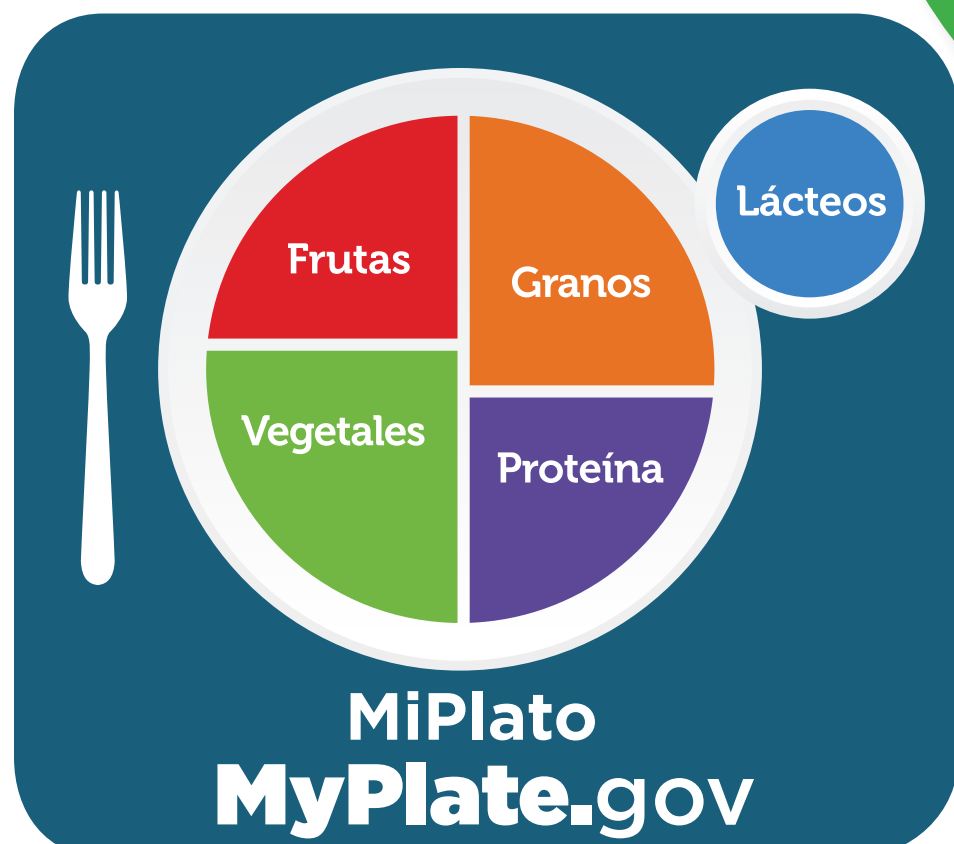 Lácteos
Frutas
Granos
Vegetales
Proteína
MiPlato
MyPlate.gov